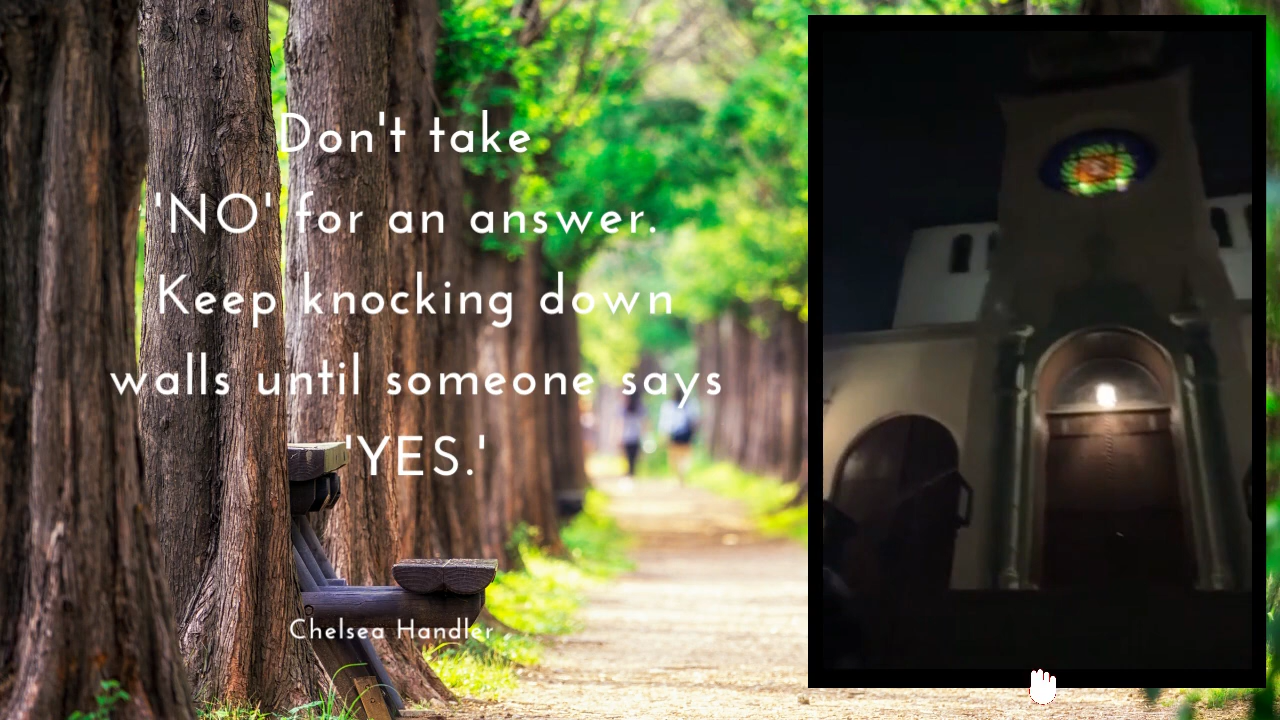 Don't take
'NO' for an answer.
Keep knocking down
walls until someone says
'YES.'
Chelsea Handler